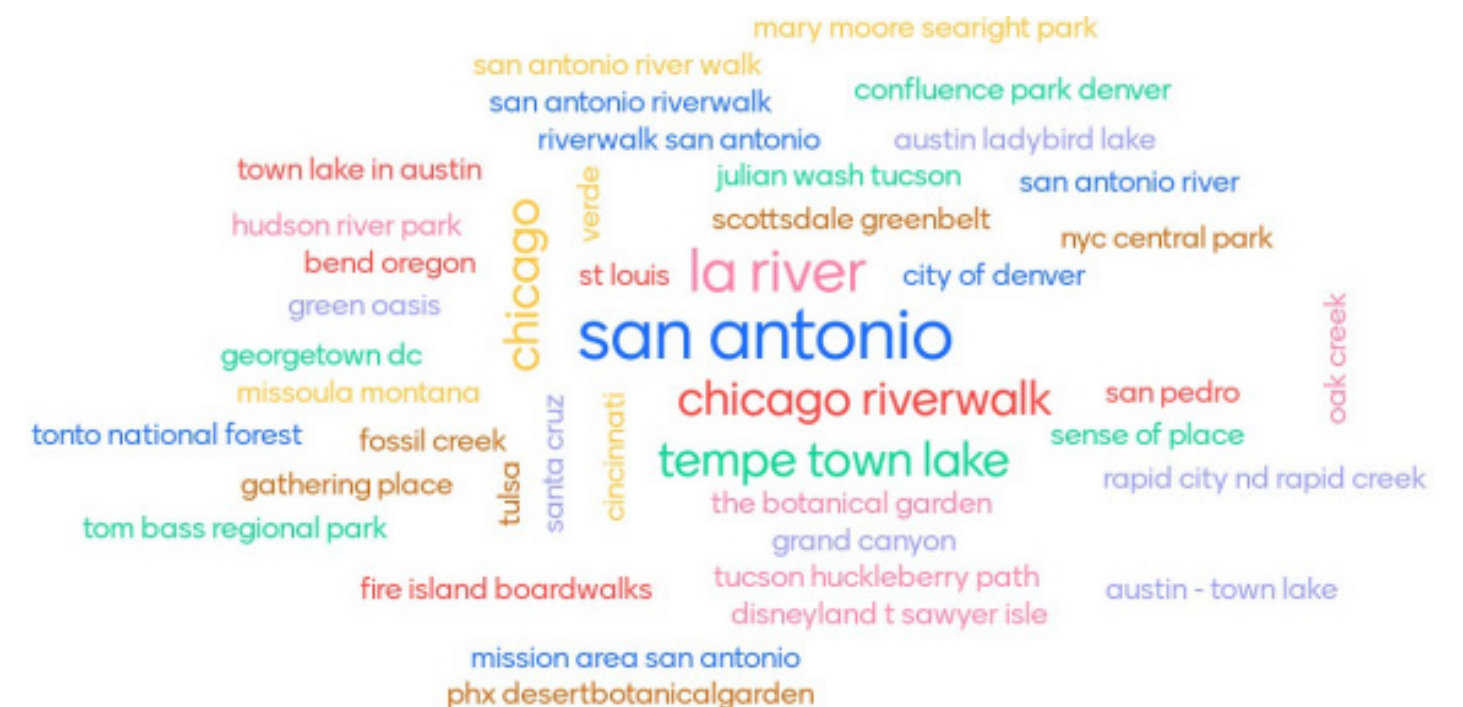 mary moore searight park
san antonio river walk
confluence park denver
san antonio riverwalk
riverwalk san antonio
austin ladybird lake
town lake in austin
verde
julian wash tucson
san antonio river
chicago
scottsdale greenbelt
hudson river park
nyc central park
bend oregon
st louis
la river
city of denver
green oasis
san antonio
oak creek
georgetown dc
missoula montana
chicago riverwalk
san pedro
tonto national forest
fossil creek
santa cruz
cincinnati
tempe town lake
sense of place
gathering place
tulsa
the botanical garden
rapid city nd rapid creek
tom bass regional park
grand canyon
fire island boardwalks
tucson huckleberry path
austin - town lake
disneyland t sawyer isle
mission area san antonio
phx desertbotanicalgarden